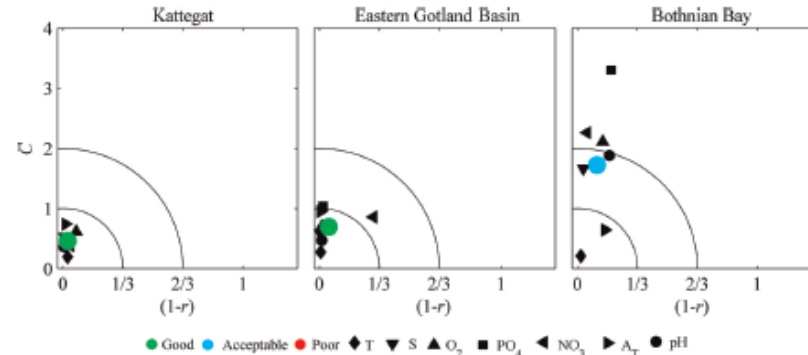 Kattegat Eastern Gotland Basin Bothnian Bay
4
3
2
1
0
C
0 1/3 2/3 1 0 1/3 2/3 1 0 1/3 2/3 1
(1-r) (1-r) (1-r)
Good Acceptable Poor T S O₂ PO₄ NO₃ A_T pH